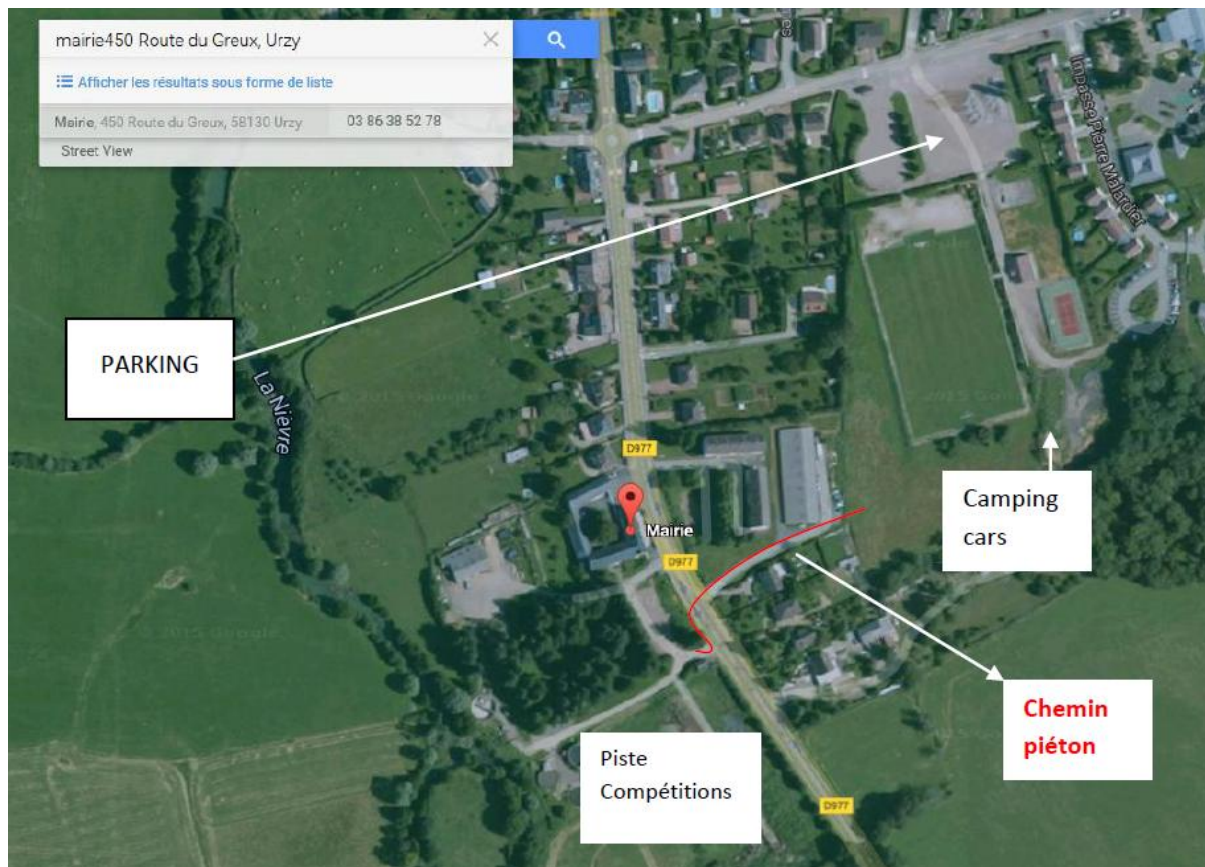 mairie450 Route du Greux, Urzy
Afficher les résultats sous forme de liste
Mairie, 450 Route du Greux, 58130 Urzy 03 86 38 52 78
Street View
Impasse Pierre Malardier
PARKING
La Nièvre
D977
Mairie
Camping
cars
D977
Chemin
piéton
Piste
Compétitions
D977